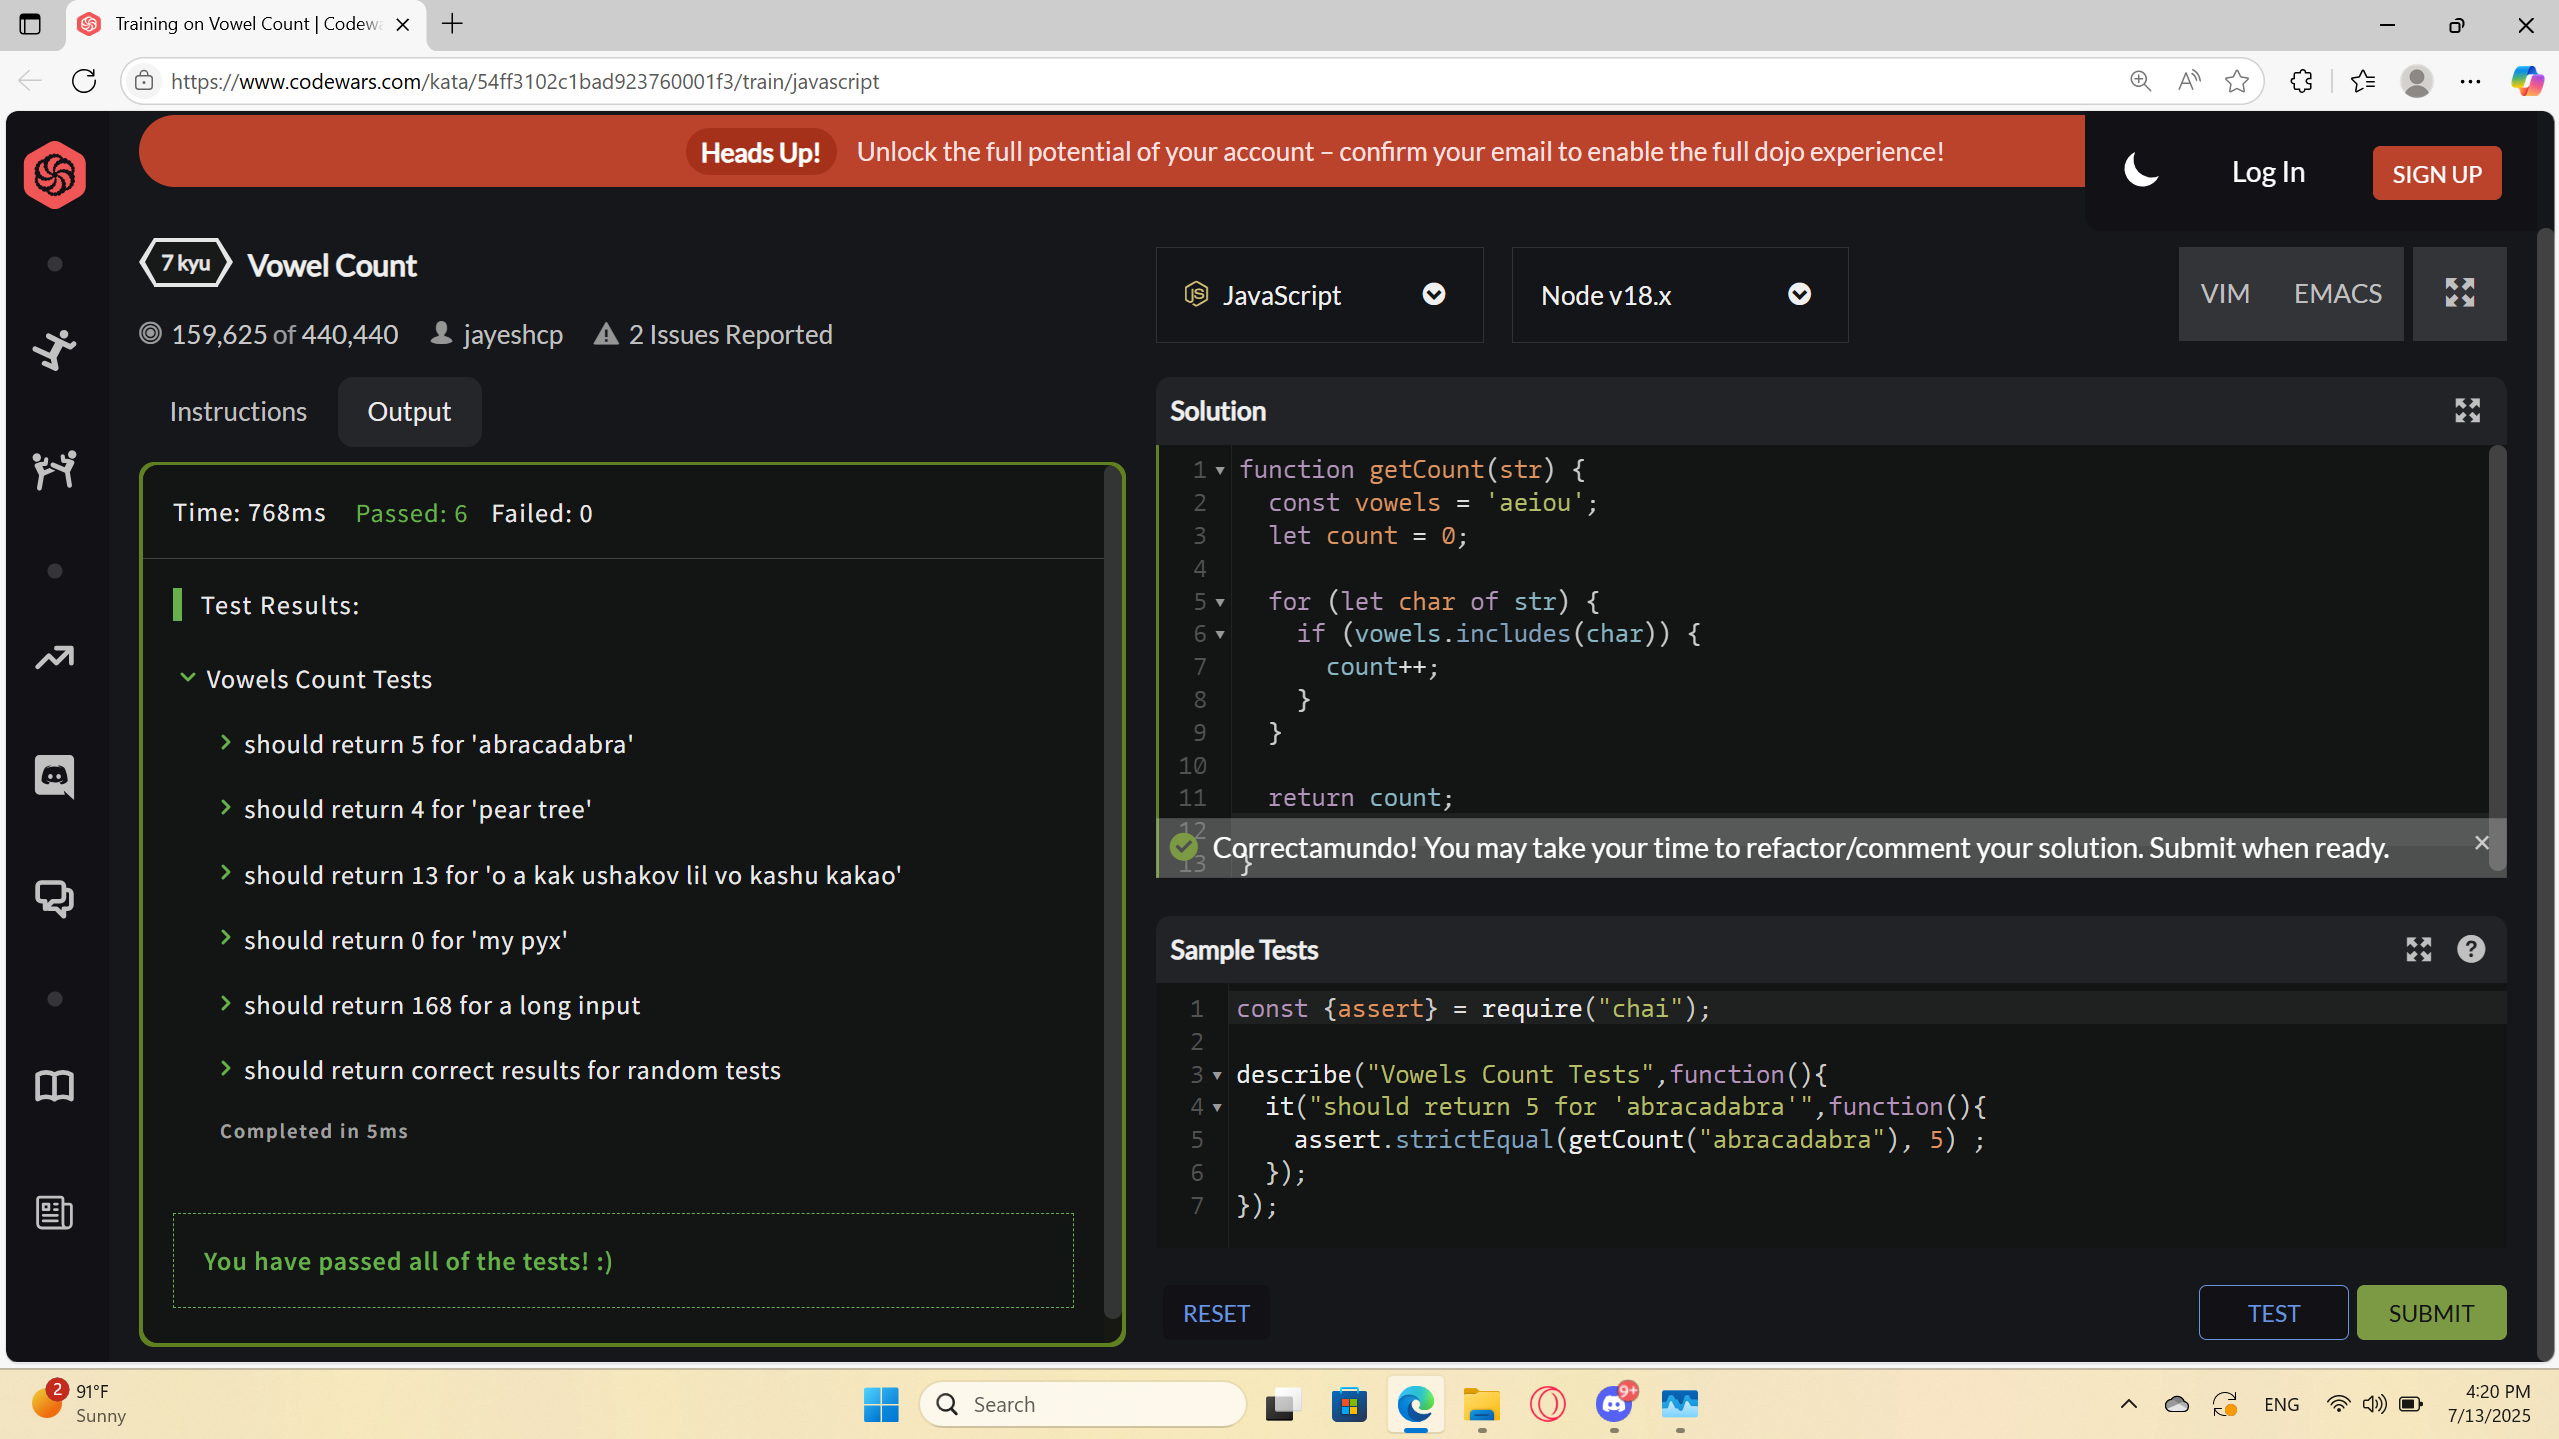 Training on Vowel Count | Codewa
https://www.codewars.com/kata/54ff3102c1bad923760001f3/train/javascript
Heads Up! Unlock the full potential of your account – confirm your email to enable the full dojo experience!
Log In
SIGN UP
7 kyu Vowel Count
159,625 of 440,440 jayeshcp 2 Issues Reported
JavaScript
Node v18.x
VIM EMACS
Instructions Output
Time: 768ms Passed: 6 Failed: 0
Test Results:
Vowels Count Tests
should return 5 for 'abracadabra'
should return 4 for 'pear tree'
should return 13 for 'o a kak ushakov lil vo kashu kakao'
should return 0 for 'my pyx'
should return 168 for a long input
should return correct results for random tests
Completed in 5ms
You have passed all of the tests! :)
Solution
1 function getCount(str) {
2 const vowels = 'aeiou';
3 let count = 0;
4
5 for (let char of str) {
6 if (vowels.includes(char)) {
7 count++;
8 }
9 }
10
11 return count;
12
13 }
Correctamundo! You may take your time to refactor/comment your solution. Submit when ready.
Sample Tests
1 const {assert} = require("chai");
2
3 describe("Vowels Count Tests",function(){
4 it("should return 5 for 'abracadabra'",function(){
5 assert.strictEqual(getCount("abracadabra"), 5) ;
6 });
7 });
RESET
TEST
SUBMIT
2
91°F
Sunny
Search
9+
ENG
4:20 PM
7/13/2025